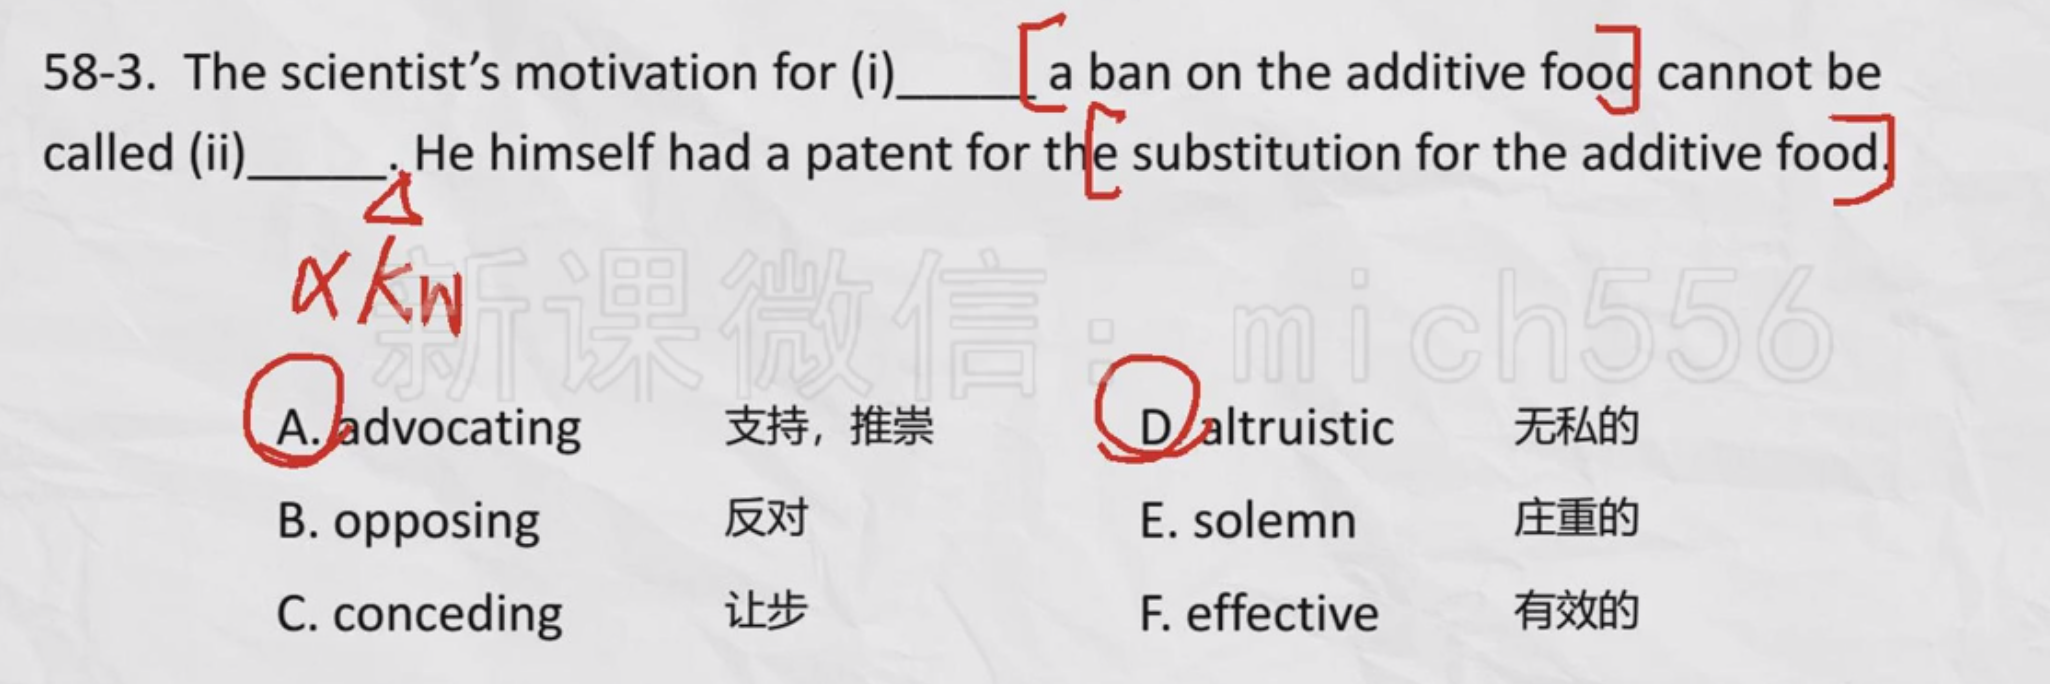 58-3. The scientist's motivation for (i)_____ a ban on the additive food cannot be
called (ii)_____. He himself had a patent for the substitution for the additive food.
新课微信：mich556
A. advocating 支持，推崇 D. altruistic 无私的
B. opposing 反对 E. solemn 庄重的
C. conceding 让步 F. effective 有效的